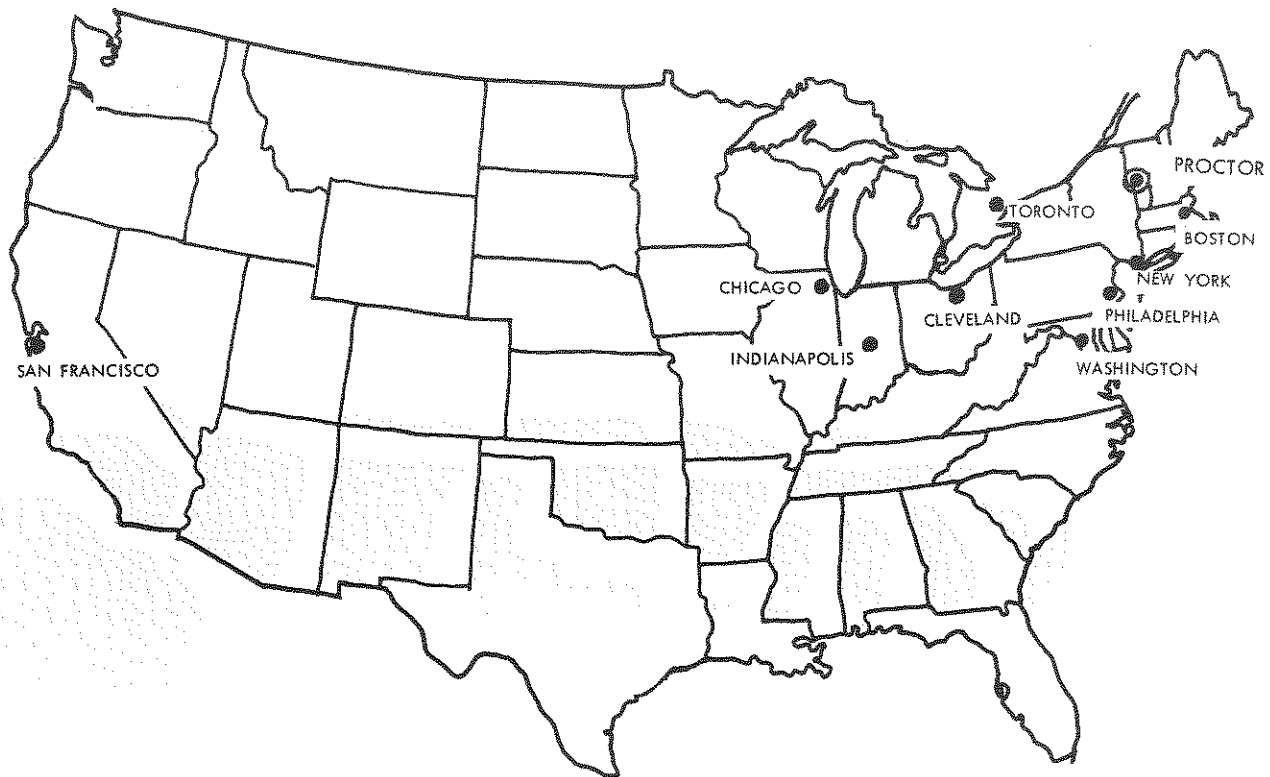 PROCTOR
TORONTO
BOSTON
NEW YORK
CHICAGO
CLEVELAND
PHILADELPHIA
INDIANAPOLIS
WASHINGTON
SAN FRANCISCO